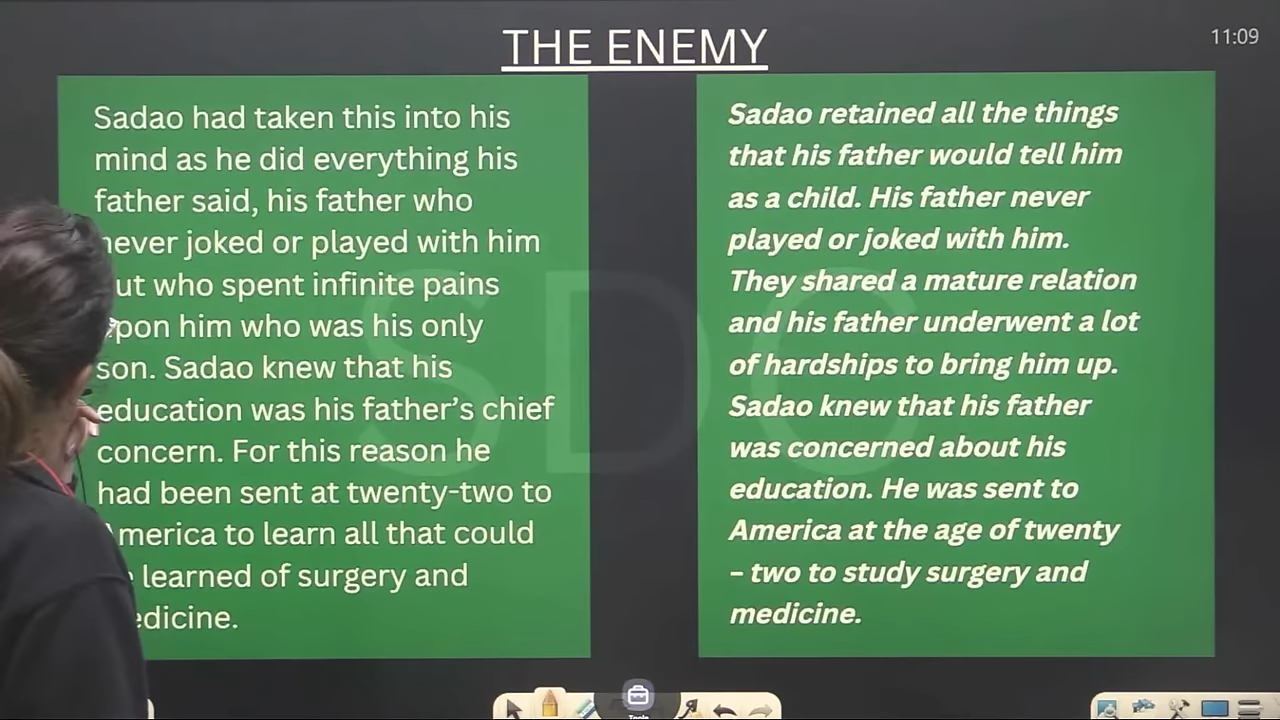 THE ENEMY
11:09
Sadao had taken this into his
mind as he did everything his
father said, his father who
never joked or played with him
but who spent infinite pains
upon him who was his only
son. Sadao knew that his
education was his father's chief
concern. For this reason he
had been sent at twenty-two to
America to learn all that could
learned of surgery and
medicine.
Sadao retained all the things
that his father would tell him
as a child. His father never
played or joked with him.
They shared a mature relation
and his father underwent a lot
of hardships to bring him up.
Sadao knew that his father
was concerned about his
education. He was sent to
America at the age of twenty
– two to study surgery and
medicine.
SDC